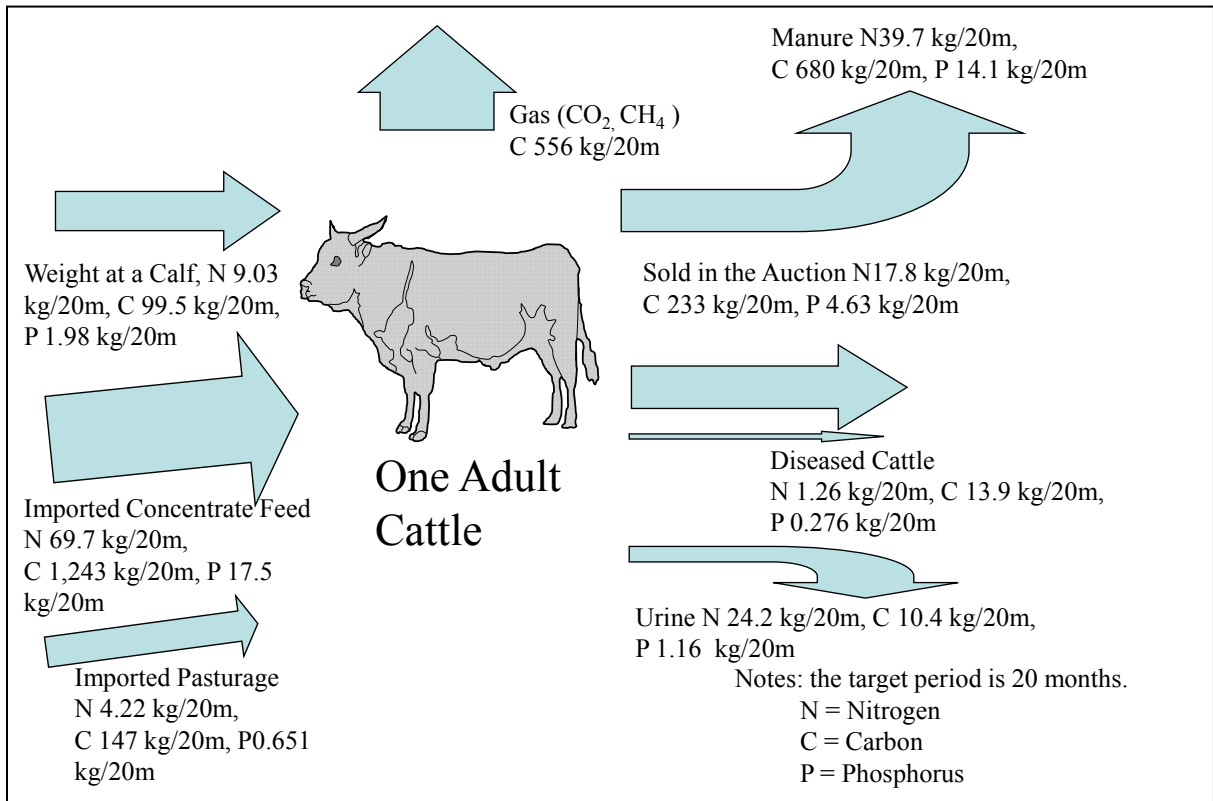 Manure N39.7 kg/20m,
C 680 kg/20m, P 14.1 kg/20m
Gas (CO2, CH4 )
C 556 kg/20m
Weight at a Calf, N 9.03
kg/20m, C 99.5 kg/20m,
P 1.98 kg/20m
Sold in the Auction N17.8 kg/20m,
C 233 kg/20m, P 4.63 kg/20m
One Adult
Cattle
Diseased Cattle
N 1.26 kg/20m, C 13.9 kg/20m,
P 0.276 kg/20m
Imported Concentrate Feed
N 69.7 kg/20m,
C 1,243 kg/20m, P 17.5
kg/20m
Urine N 24.2 kg/20m, C 10.4 kg/20m,
P 1.16 kg/20m
Imported Pasturage
N 4.22 kg/20m,
C 147 kg/20m, P0.651
kg/20m
Notes: the target period is 20 months.
N = Nitrogen
C = Carbon
P = Phosphorus